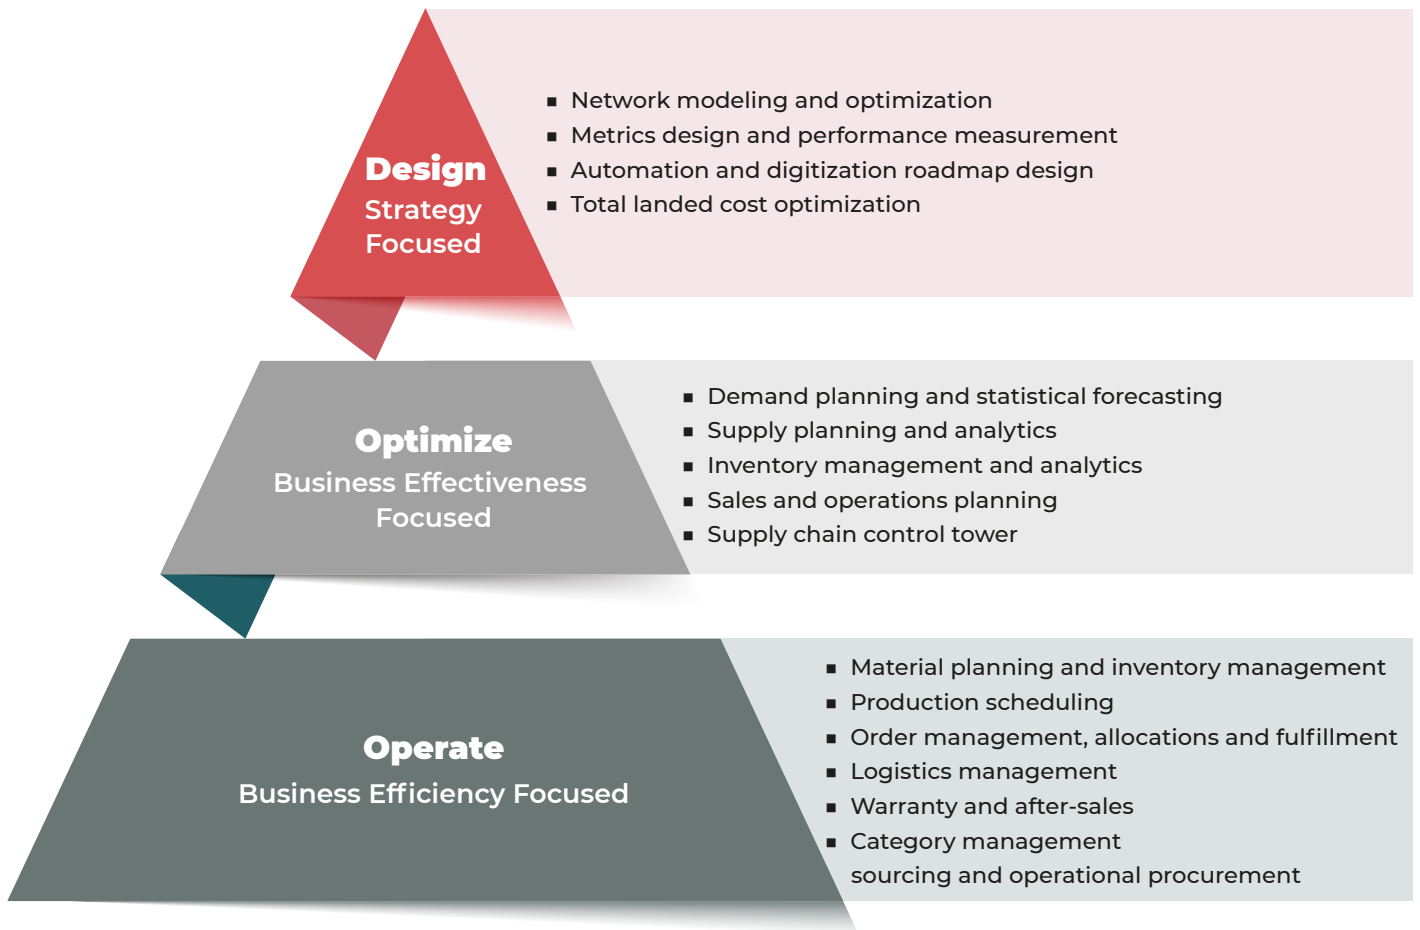 Design
Strategy
Focused
▪ Network modeling and optimization
▪ Metrics design and performance measurement
▪ Automation and digitization roadmap design
▪ Total landed cost optimization
Optimize
Business Effectiveness
Focused
▪ Demand planning and statistical forecasting
▪ Supply planning and analytics
▪ Inventory management and analytics
▪ Sales and operations planning
▪ Supply chain control tower
Operate
Business Efficiency Focused
▪ Material planning and inventory management
▪ Production scheduling
▪ Order management, allocations and fulfillment
▪ Logistics management
▪ Warranty and after-sales
▪ Category management
sourcing and operational procurement